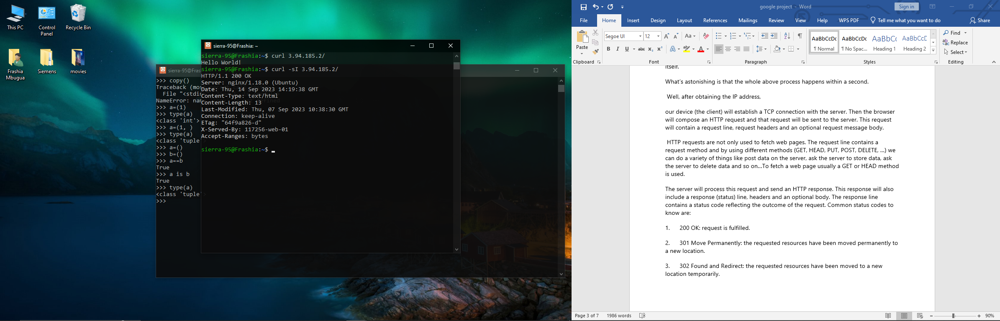 This PC
Control Panel
Recycle Bin
Frashia Mbugua
Siemens
movies
sierra-95@Frashia: ~
sierra-95@Frashia:~$ curl 3.94.185.2/
Hello World!
sierra-95@Frashia:~$ curl -sI 3.94.185.2/
HTTP/1.1 200 OK
Server: nginx/1.18.0 (Ubuntu)
Date: Thu, 14 Sep 2023 14:19:38 GMT
Content-Type: text/html
Content-Length: 13
Last-Modified: Thu, 07 Sep 2023 10:38:30 GMT
Connection: keep-alive
ETag: "64f9a826-d"
X-Served-By: 117256-web-01
Accept-Ranges: bytes
sierra-95@Frashia:~$
sierra-95@Fras
>>> copy()
Traceback (mos
File "<stdi
NameError: nam
>>> a=(1)
>>> type(a)
<class 'int'>
>>> a=(1, )
>>> type(a)
<class 'tuple'>
>>> a=()
>>> b=()
>>> a==b
True
>>> a is b
True
>>> type(a)
<class 'tuple'>
>>>
google project - Word
Sign in
File Home Insert Design Layout References Mailings Review View Help WPS PDF Tell me what you want to do Share
Paste
Clipboard
Segoe UI 12
Aa
B I U abc x₂ x²
Font
Paragraph
AaBbCcDc AaBbCcDc AaBbCc AaBbCcD
¶ Normal ¶ No Spac... Heading 1 Heading 2
Styles
Find
Replace
Select
Editing
itself.
What’s astonishing is that the whole above process happens within a second.
Well, after obtaining the IP address,
our device (the client) will establish a TCP connection with the server. Then the browser
will compose an HTTP request and that request will be sent to the server. This request
will contain a request line, request headers and an optional request message body.
HTTP requests are not only used to fetch web pages. The request line contains a
request method and by using different methods (GET, HEAD, PUT, POST, DELETE, …) we
can do a variety of things like post data on the server, ask the server to store data, ask
the server to delete data and so on…To fetch a web page usually a GET or HEAD method
is used.
The server will process this request and send an HTTP response. This response will also
include a response (status) line, headers and an optional body. The response line
contains a status code reflecting the outcome of the request. Common status codes to
know are:
1. 200 OK: request is fulfilled.
2. 301 Move Permanently: the requested resources have been moved permanently to
a new location.
3. 302 Found and Redirect: the requested resources have been moved to a new
location temporarily.
Page 3 of 7 1986 words
90%